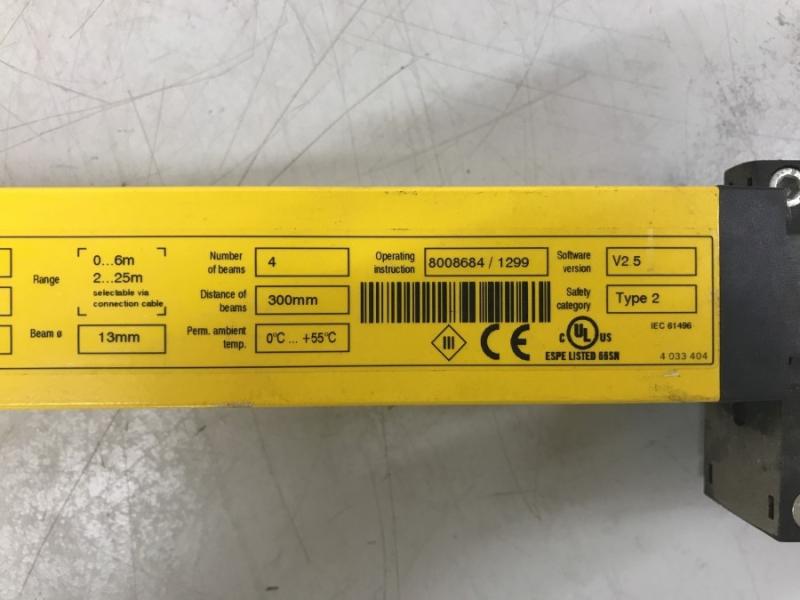 Range
0...6m
2...25m
selectable via
connection cable
Beam ø
13mm
Number
of beams
4
Distance of
beams
300mm
Perm. ambient
temp.
0°C ... +55°C
Operating
instruction
8008684 / 1299
Software
version
V2 5
Safety
category
Type 2
III
CE
C UL US
ESPE LISTED 66SR
IEC 61496
4 033 404